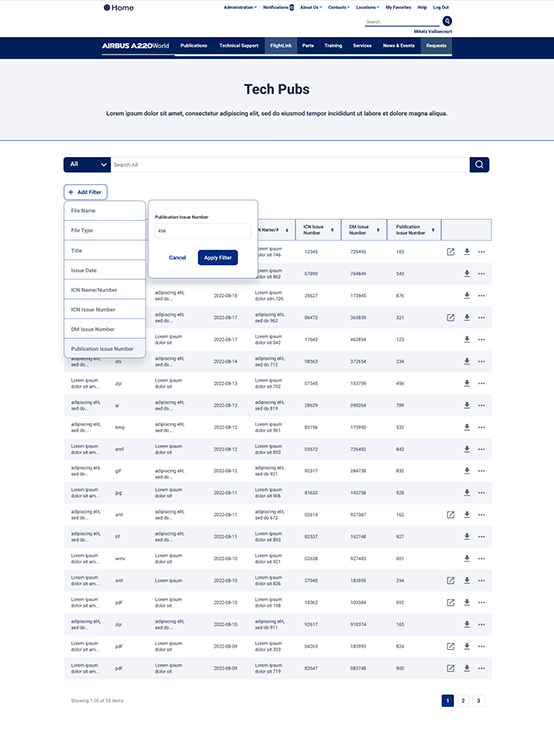 Home
Administration Notifications 0 About Us Contacts Locations My Favorites Help Log Out
Search
Mikela Vaillancourt
AIRBUS A220World Publications Technical Support FlightLink Parts Training Services News & Events Requests
Tech Pubs
Lorem ipsum dolor sit amet, consectetur adipiscing elit, sed do eiusmod tempor incididunt ut labore et dolore magna aliqua.
All Search All
+ Add Filter
File Name
File Type
Title
Issue Date
ICN Name/Number
ICN Issue Number
DM Issue Number
Publication Issue Number
Publication Issue Number
456
Cancel Apply Filter
N Name/# ICN Issue Number DM Issue Number Publication Issue Number
rem ipsum dolor sit 746 12345 728495 183
dolor sit 862 67890 764849 543
adipiscing elit, sed do... 2022-08-18 Lorem ipsum dolor sitn 726 35627 173945 876
adipiscing elit, sed do... 2022-08-17 adipiscing elit, sed do 962 06473 365839 321
Lorem ipsum dolor sit 2022-08-17 Lorem ipsum dolor sit 042 17643 462894 123
sed do... xls adipiscing elit, sed do... 2022-08-14 adipiscing elit, sed do 712 98563 372654 234
Lorem ipsum dolor sit am... zip Lorem ipsum dolor sit 2022-08-13 Lorem ipsum dolor sit 792 07345 153759 456
adipiscing elit, sed do... ai adipiscing elit, sed do... 2022-08-13 adipiscing elit, sed do 819 28629 098264 789
adipiscing elit, sed do... bmp Lorem ipsum dolor sit 2022-08-12 Lorem ipsum dolor sit 561 83156 173950 532
Lorem ipsum dolor sit am... emf Lorem ipsum dolor sit 2022-08-12 Lorem ipsum dolor sit 853 03572 726482 842
adipiscing elit, sed do... gif adipiscing elit, sed do... 2022-08-12 adipiscing elit, sed do 921 92517 284738 832
Lorem ipsum dolor sit am... jpg Lorem ipsum dolor sit 2022-08-11 Lorem ipsum dolor sit 906 81632 193758 928
adipiscing elit, sed do... xml adipiscing elit, sed do... 2022-08-11 adipiscing elit, sed do 672 02619 927387 162
adipiscing elit, sed do... tif Lorem ipsum dolor sit 2022-08-11 Lorem ipsum dolor sit 893 82537 162748 927
Lorem ipsum dolor sit am... wmv Lorem ipsum dolor sit 2022-08-10 Lorem ipsum dolor sit 921 02638 927483 001
Lorem ipsum dolor sit am... xml Lorem ipsum 2022-08-10 Lorem ipsum dolor sit 836 27940 183959 294
Lorem ipsum dolor sit am... pdf Lorem ipsum dolor sit 2022-08-10 Lorem ipsum dolor sit 198 18362 109364 092
adipiscing elit, sed do... zip adipiscing elit, sed do... 2022-08-10 adipiscing elit, sed do 911 92617 918374 165
Lorem ipsum dolor sit am... pdf Lorem ipsum dolor sit 2022-08-09 Lorem ipsum dolor sit 333 04263 183993 824
Lorem ipsum dolor sit am... pdf Lorem ipsum dolor sit 2022-08-09 Lorem ipsum dolor sit 719 82647 083748 900
Showing 1-20 of 55 items 1 2 3